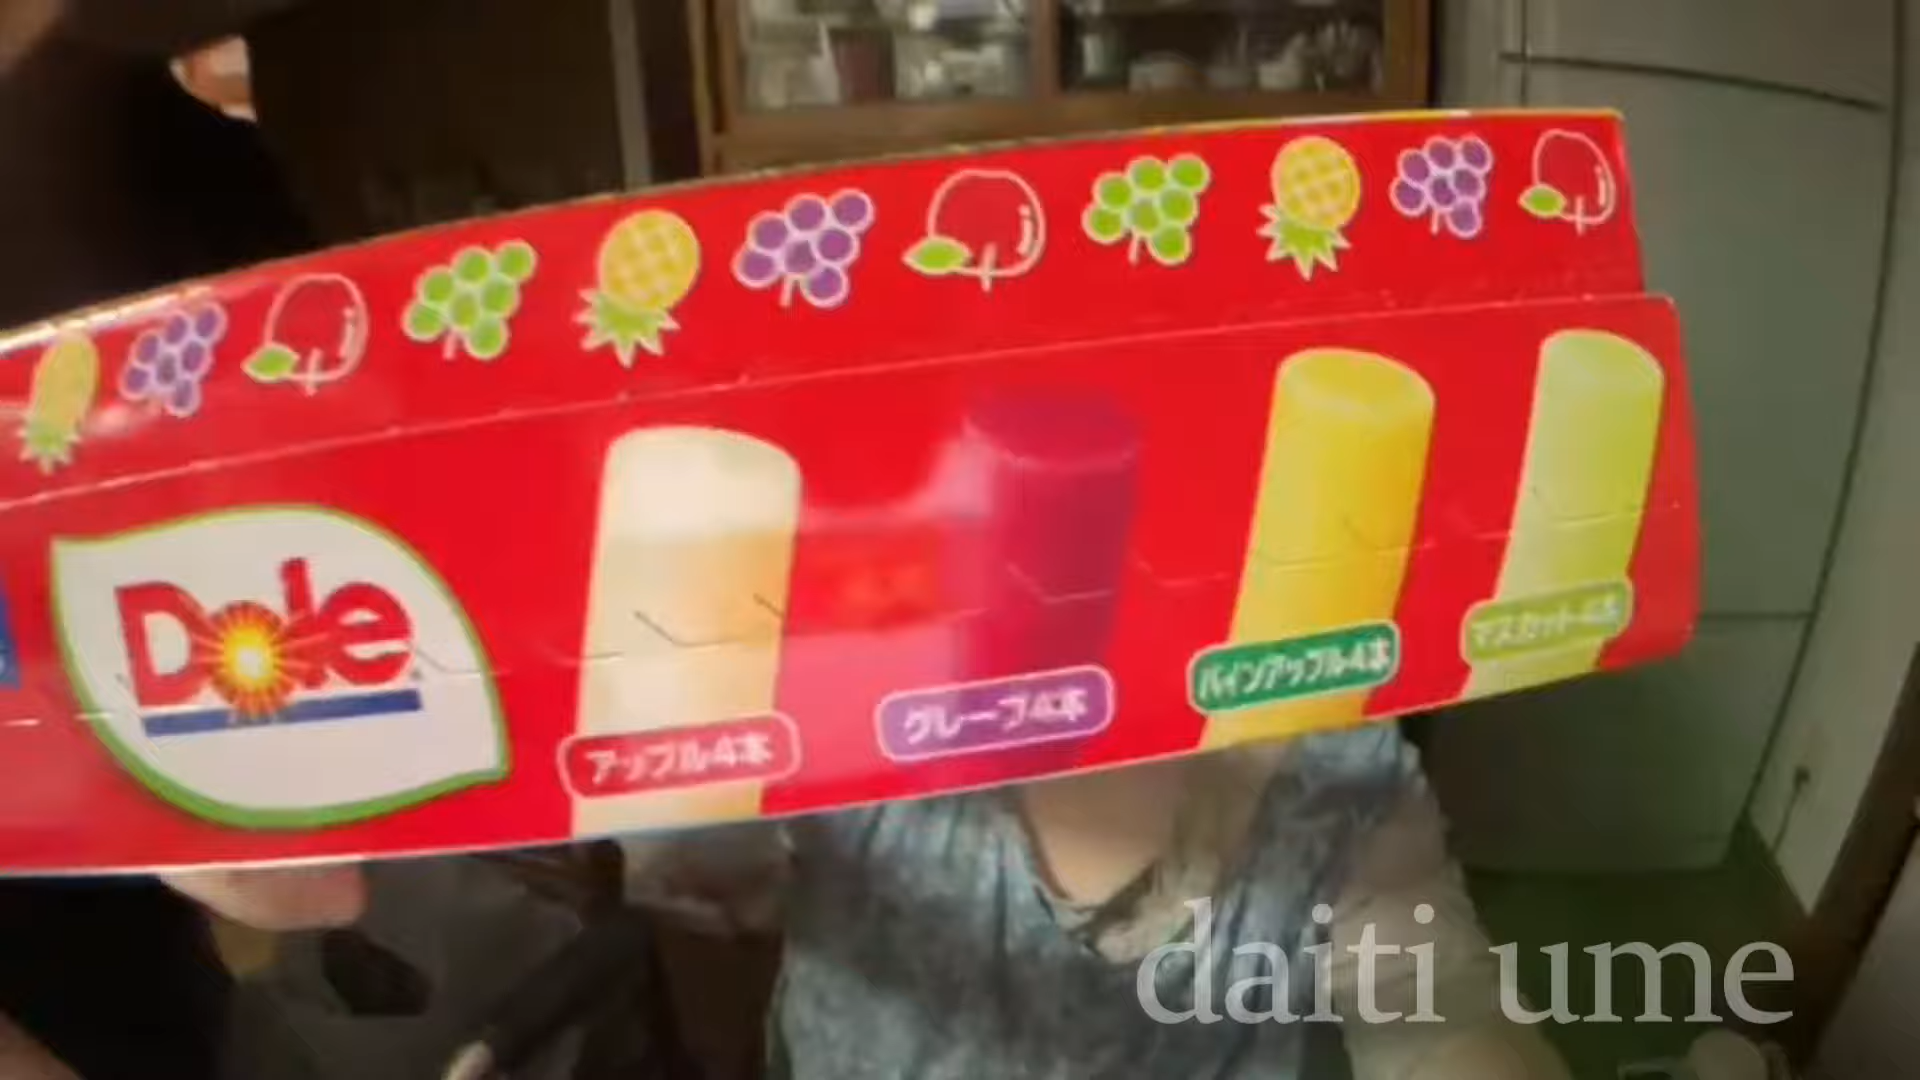 Dole
アップル4本
グレープ4本
パインアップル4本
マスカット4本
daiti ume